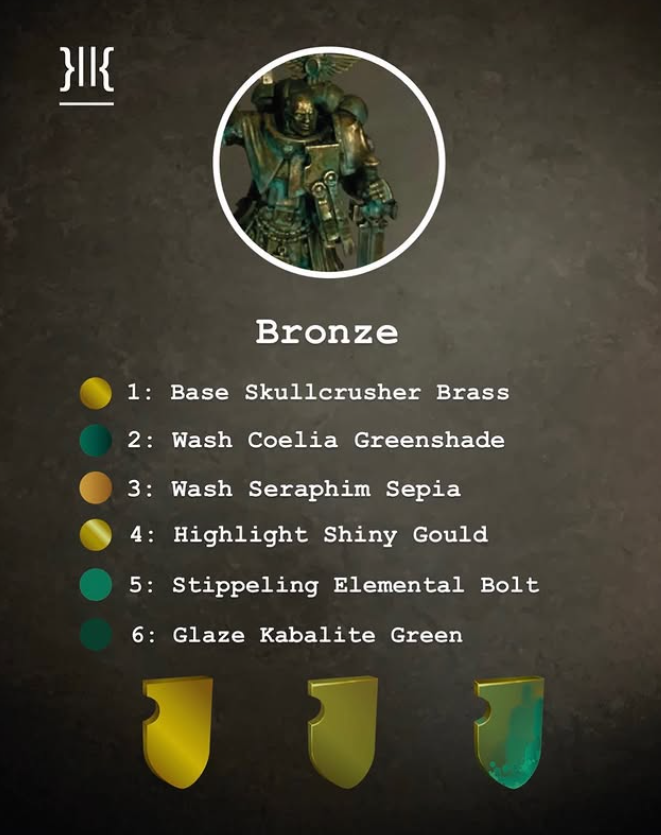 }||{
Bronze
1: Base Skullcrusher Brass
2: Wash Coelia Greenshade
3: Wash Seraphim Sepia
4: Highlight Shiny Gould
5: Stippeling Elemental Bolt
6: Glaze Kabalite Green